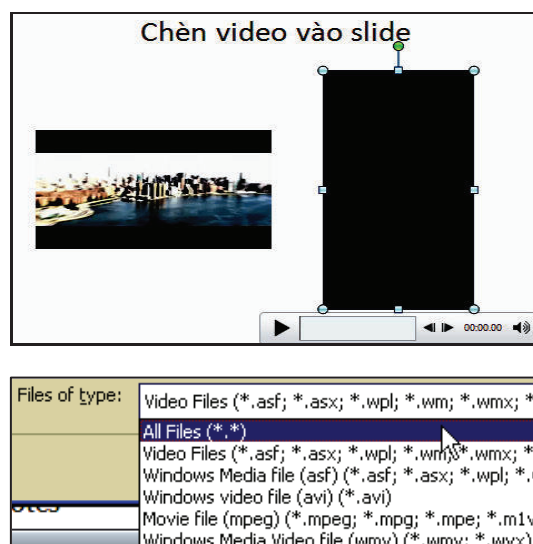 Chèn video vào slide
00:00.00
Files of type:
Video Files (*.asf; *.asx; *.wpl; *.wm; *.wmx; *
All Files (*.*)
Video Files (*.asf; *.asx; *.wpl; *.wm; *.wmx; *
Windows Media file (asf) (*.asf; *.asx; *.wpl; *.
Windows video file (avi) (*.avi)
Movie file (mpeg) (*.mpeg; *.mpg; *.mpe; *.m1v
Windows Media Video file (wmv) (*.wmv; *.wvx)